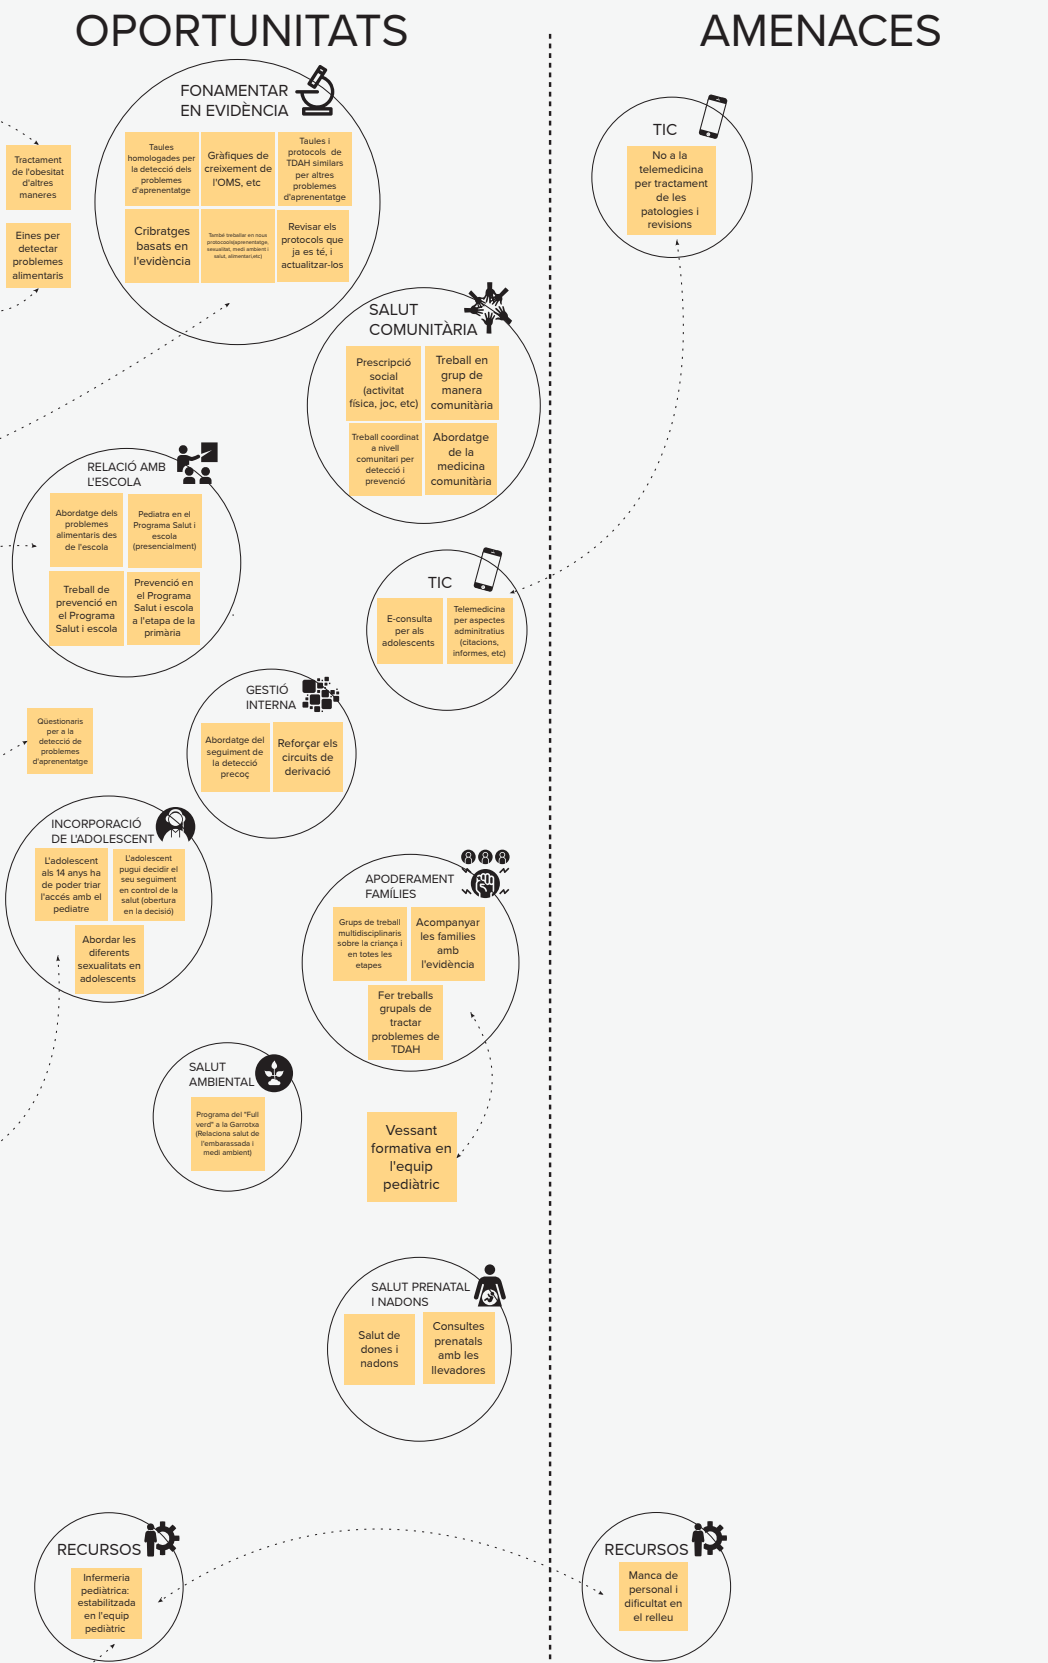 OPORTUNITATS
AMENACES
FONAMENTAR
EN EVIDÈNCIA
Taules
homologades per
la detecció dels
problemes
d'aprenentatge
Gràfiques de
creixement de
l'OMS, etc
Taules i
protocols de
TDAH similars
per altres
problemes
d'aprenentatge
Cribratges
basats en
l'evidència
També treballar en nous
protocols(aprenentatge,
sexualitat, medi ambient i
salut, alimentari,etc)
Revisar els
protocols que
ja es té, i
actualitzar-los
Tractament
de l'obesitat
d'altres
maneres
Eines per
detectar
problemes
alimentaris
TIC
No a la
telemedicina
per tractament
de les
patologies i
revisions
SALUT
COMUNITÀRIA
Prescripció
social
(activitat
física, joc, etc)
Treball en
grup de
manera
comunitària
Treball coordinat
a nivell
comunitari per
detecció i
prevenció
Abordatge
de la
medicina
comunitària
RELACIÓ AMB
L'ESCOLA
Abordatge dels
problemes
alimentaris des
de l'escola
Pediatra en el
Programa Salut i
escola
(presencialment)
Treball de
prevenció en
el Programa
Salut i escola
Prevenció en
el Programa
Salut i escola
a l'etapa de la
primària
TIC
E-consulta
per als
adolescents
Telemedicina
per aspectes
adminitratius
(citacions,
informes, etc)
GESTIÓ
INTERNA
Abordatge del
seguiment de
la detecció
precoç
Reforçar els
circuits de
derivació
Qüestionaris
per a la
detecció de
problemes
d'aprenentatge
INCORPORACIÓ
DE L'ADOLESCENT
L'adolescent
als 14 anys ha
de poder triar
l'accés amb el
pediatre
L'adolescent
pugui decidir el
seu seguiment
en control de la
salut (obertura
en la decisió)
Abordar les
diferents
sexualitats en
adolescents
APODERAMENT
FAMÍLIES
Grups de treball
multidisciplinaris
sobre la criança i
en totes les
etapes
Acompanyar
les families
amb
l'evidència
Fer treballs
grupals de
tractar
problemes de
TDAH
SALUT
AMBIENTAL
Programa del "Full
verd" a la Garrotxa
(Relaciona salut de
l'embarassada i
medi ambient)
Vessant
formativa en
l'equip
pediàtric
SALUT PRENATAL
I NADONS
Salut de
dones i
nadons
Consultes
prenatals
amb les
llevadores
RECURSOS
Infermeria
pediàtrica:
estabilitzada
en l'equip
pediàtric
RECURSOS
Manca de
personal i
dificultat en
el relleu